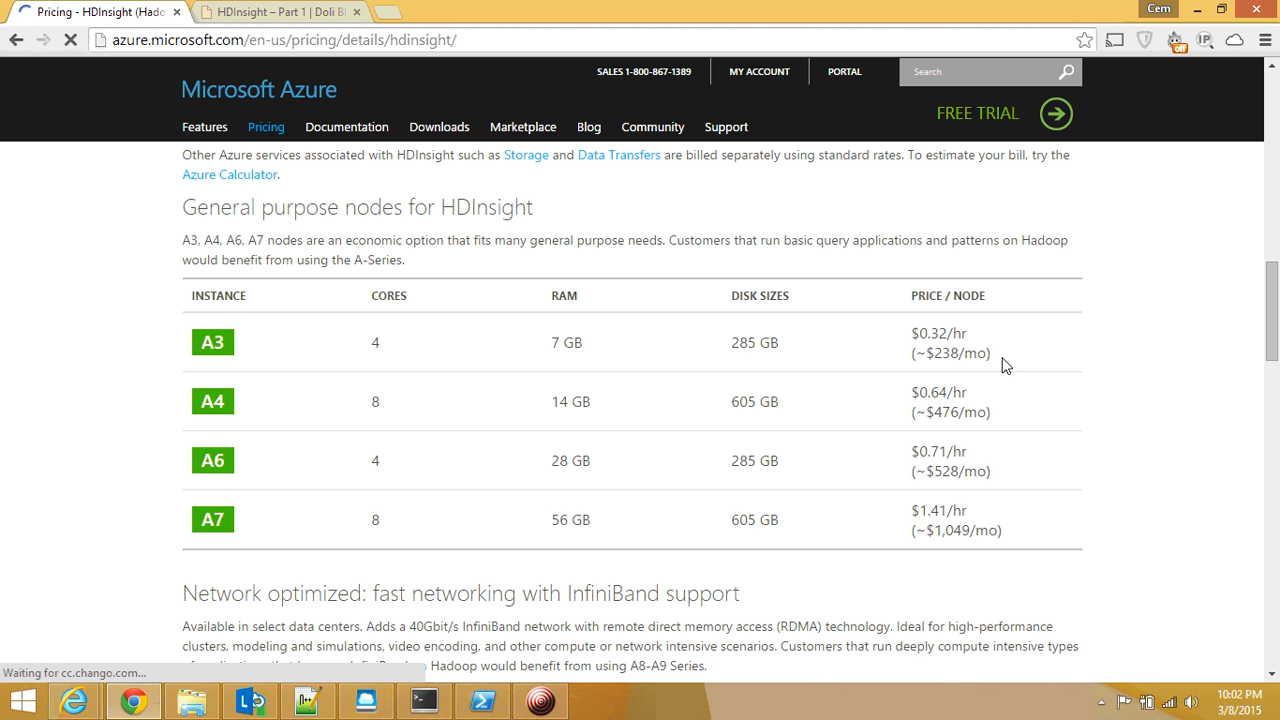 Pricing - HDInsight (Hado
HDInsight – Part 1 | Doli Bl
Cem
azure.microsoft.com/en-us/pricing/details/hdinsight/
IP
off
SALES 1-800-867-1389
MY ACCOUNT
PORTAL
Search
Microsoft Azure
FREE TRIAL
Features
Pricing
Documentation
Downloads
Marketplace
Blog
Community
Support
Other Azure services associated with HDInsight such as Storage and Data Transfers are billed separately using standard rates. To estimate your bill, try the
Azure Calculator.
General purpose nodes for HDInsight
A3, A4, A6, A7 nodes are an economic option that fits many general purpose needs. Customers that run basic query applications and patterns on Hadoop
would benefit from using the A-Series.
INSTANCE CORES RAM DISK SIZES PRICE / NODE
A3 4 7 GB 285 GB $0.32/hr
(~$238/mo)
A4 8 14 GB 605 GB $0.64/hr
(~$476/mo)
A6 4 28 GB 285 GB $0.71/hr
(~$528/mo)
A7 8 56 GB 605 GB $1.41/hr
(~$1,049/mo)
Network optimized: fast networking with InfiniBand support
Available in select data centers. Adds a 40Gbit/s InfiniBand network with remote direct memory access (RDMA) technology. Ideal for high-performance
clusters, modeling and simulations, video encoding, and other compute or network intensive scenarios. Customers that run deeply compute intensive types
Hadoop would benefit from using A8-A9 Series.
Waiting for cc.chango.com...
10:02 PM
3/8/2015